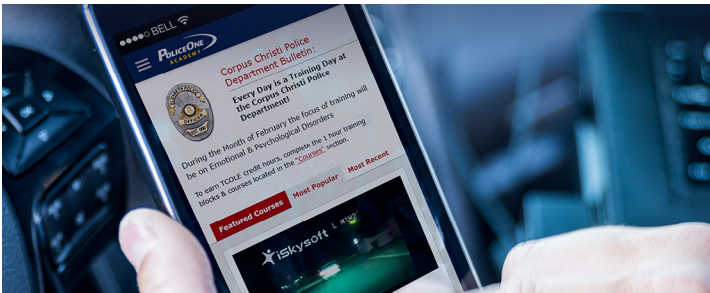 BELL
POLICEONE
ACADEMY
Corpus Christi Police
Department Bulletin:
Every Day is a Training Day at
the Corpus Christi Police
Department!
OFFICER
During the Month of February the focus of training will
be on Emotional & Psychological Disorders
To earn TCOLE credit hours, complete the 1 hour training
blocks & courses located in the "Courses" section.
Featured Courses
Most Popular
Most Recent
iSkysoft